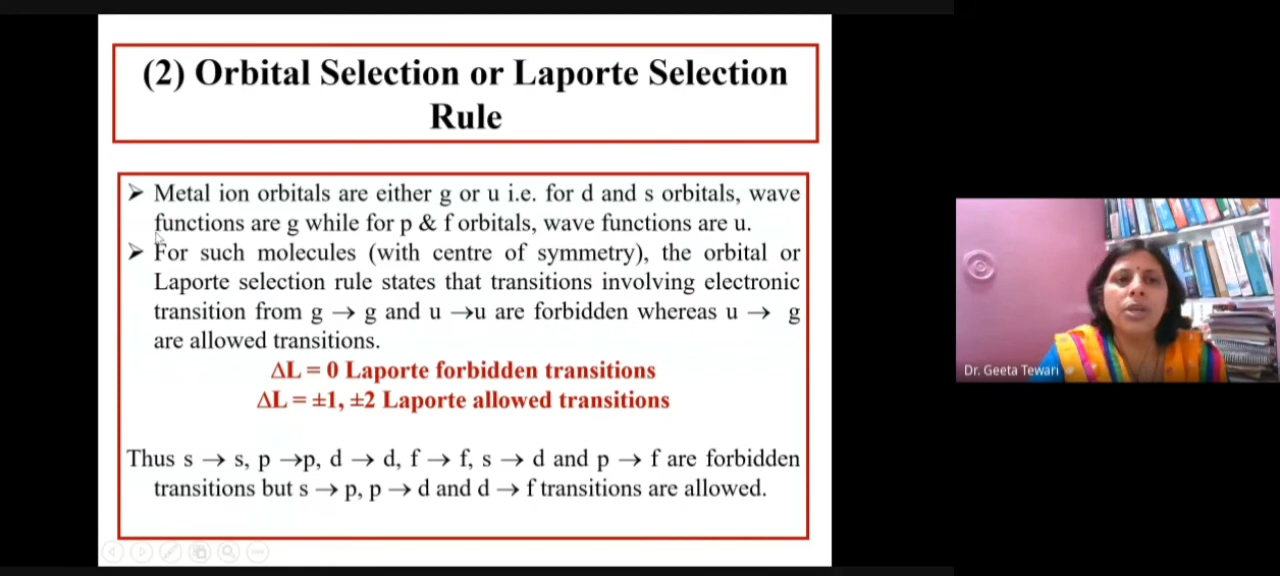 (2) Orbital Selection or Laporte Selection
Rule
➢ Metal ion orbitals are either g or u i.e. for d and s orbitals, wave
functions are g while for p & f orbitals, wave functions are u.
➢ For such molecules (with centre of symmetry), the orbital or
Laporte selection rule states that transitions involving electronic
transition from g → g and u →u are forbidden whereas u → g
are allowed transitions.
ΔL = 0 Laporte forbidden transitions
ΔL = ±1, ±2 Laporte allowed transitions
Thus s → s, p →p, d → d, f → f, s → d and p → f are forbidden
transitions but s → p, p → d and d → f transitions are allowed.
Dr. Geeta Tewari